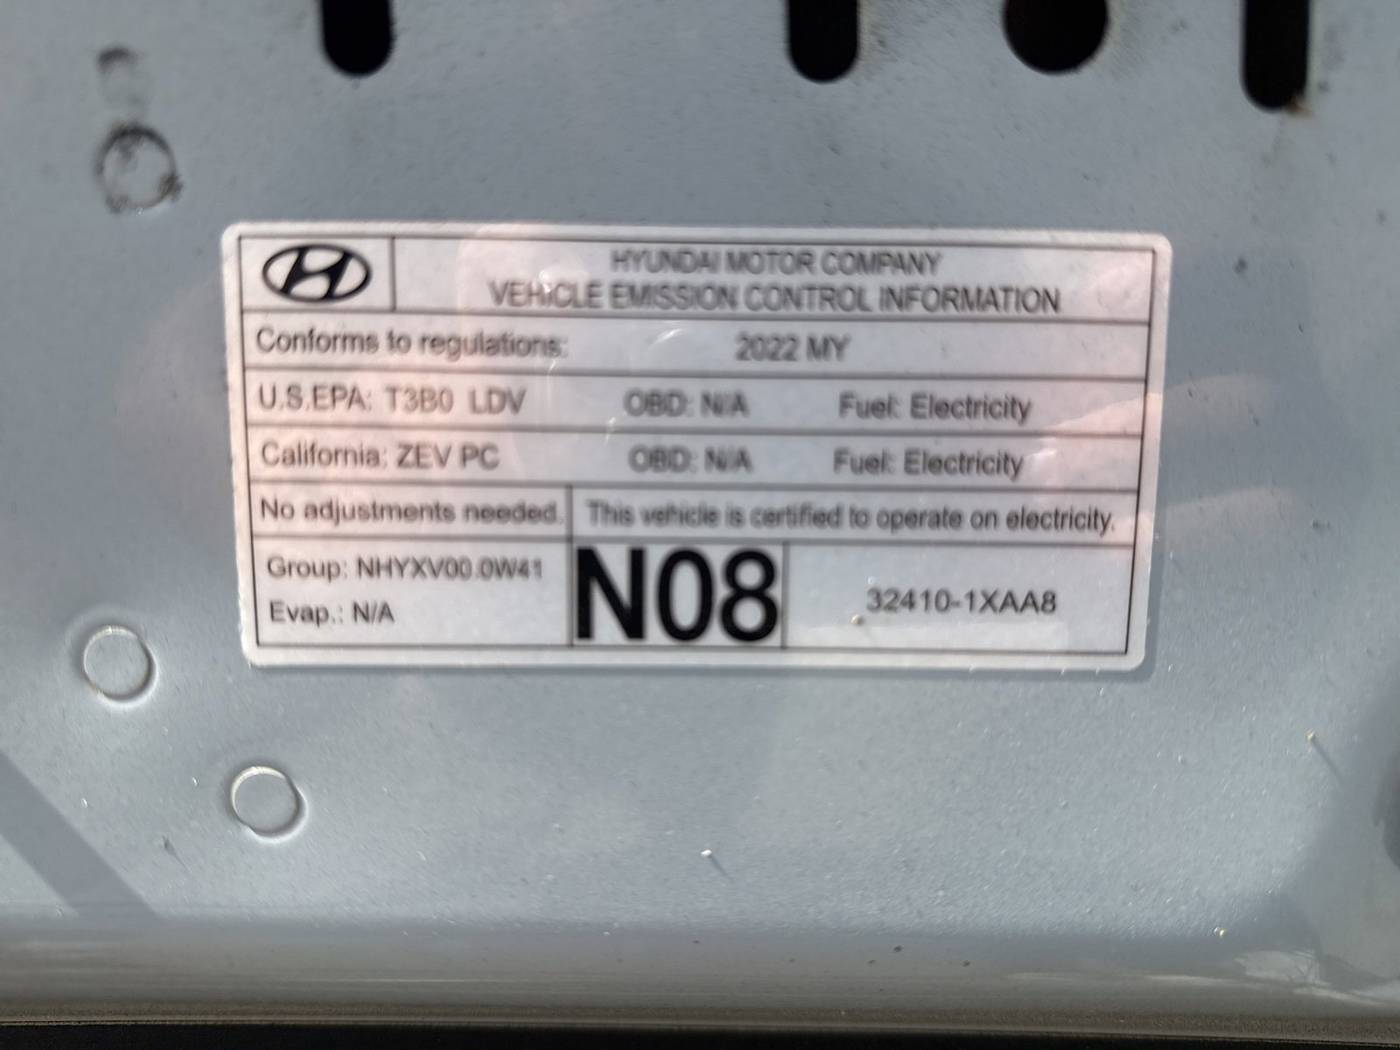 HYUNDAI MOTOR COMPANY
VEHICLE EMISSION CONTROL INFORMATION
Conforms to regulations: 2022 MY
U.S.EPA: T3B0 LDV OBD: N/A Fuel: Electricity
California: ZEV PC OBD: N/A Fuel: Electricity
No adjustments needed. This vehicle is certified to operate on electricity.
Group: NHYXV00.0W41
Evap.: N/A
N08
32410-1XAA8